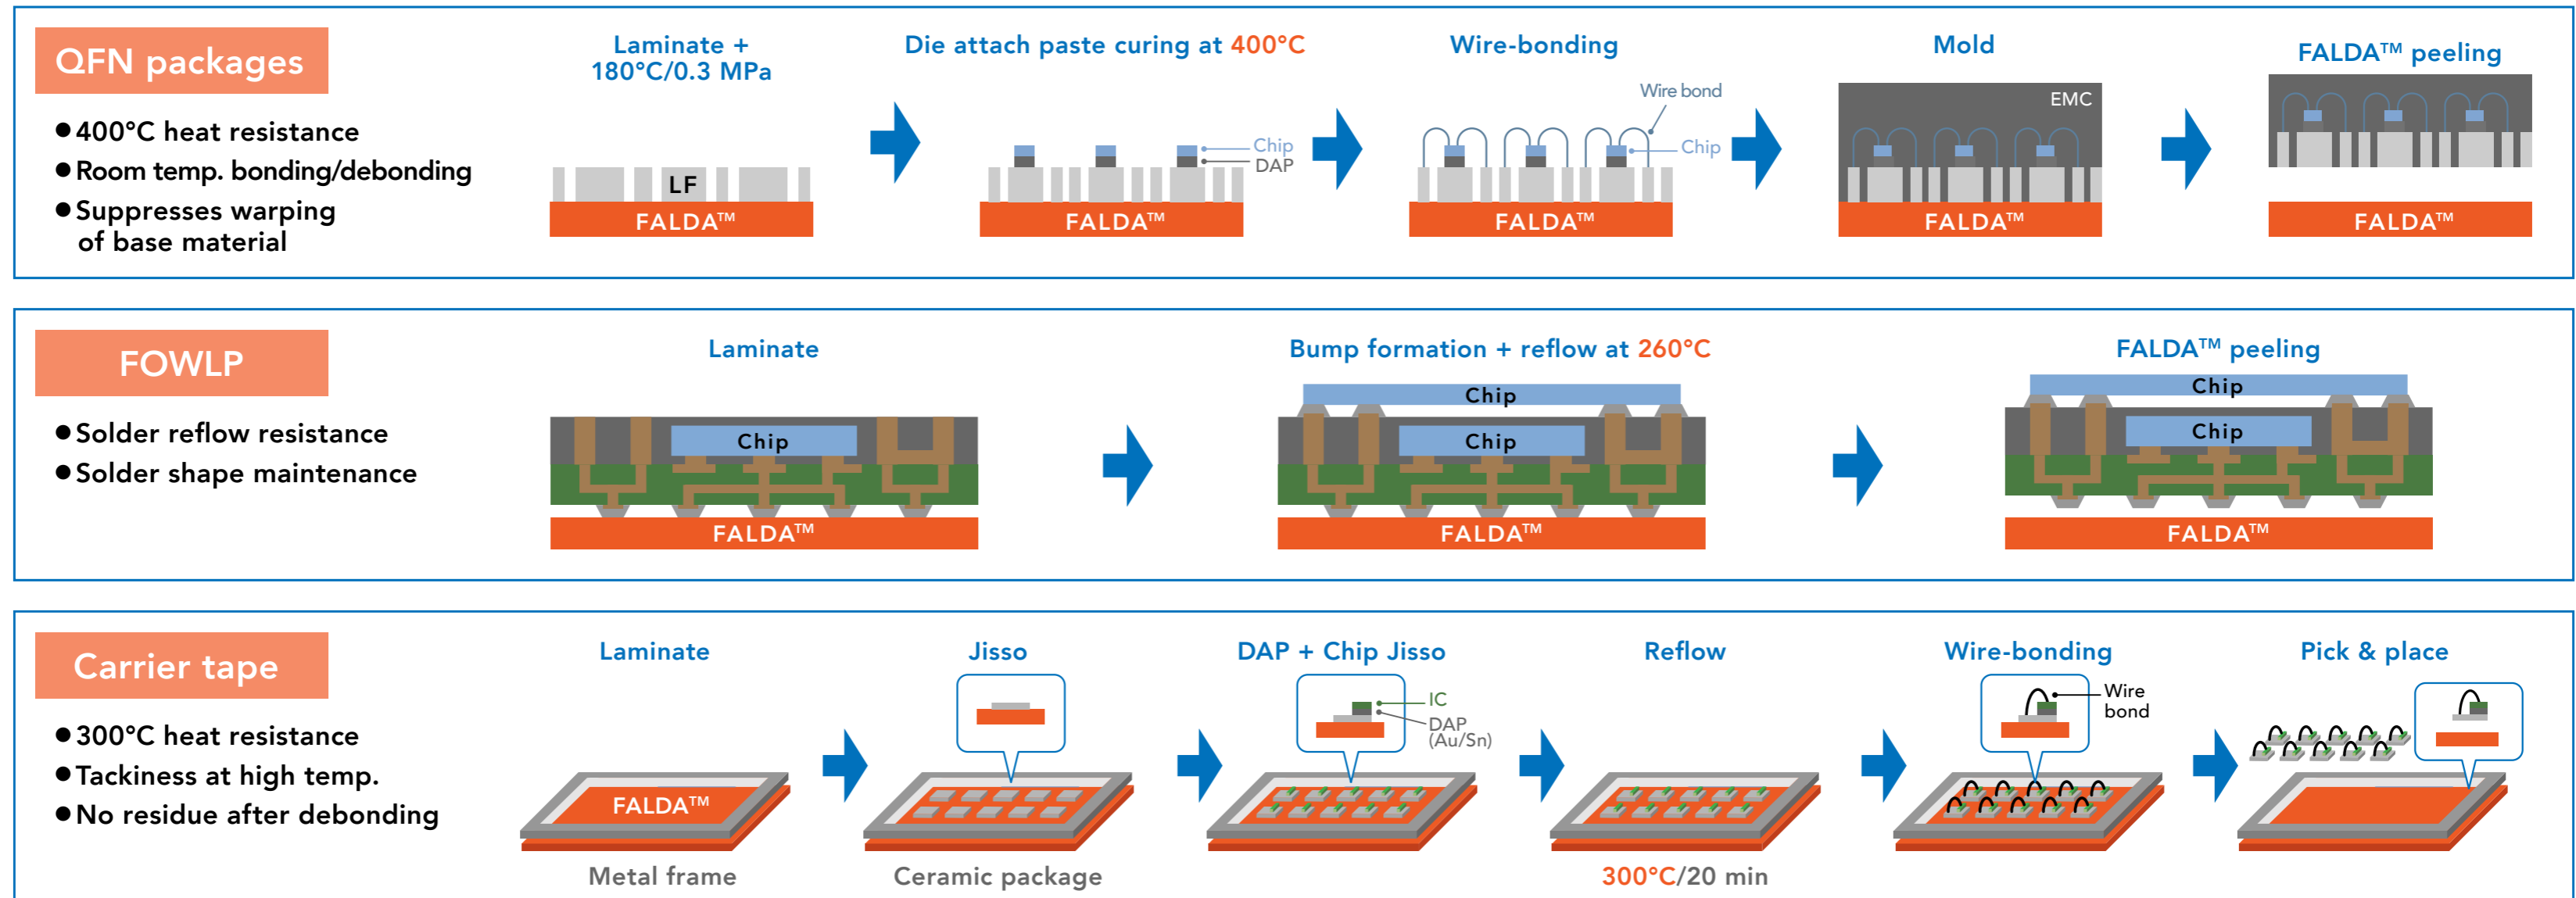 QFN packages
●400°C heat resistance
●Room temp. bonding/debonding
●Suppresses warping
of base material
Laminate +
180°C/0.3 MPa
LF
FALDA™
Die attach paste curing at 400°C
Chip
DAP
FALDA™
Wire-bonding
Wire bond
Chip
FALDA™
Mold
EMC
FALDA™
FALDA™ peeling
FALDA™
FOWLP
●Solder reflow resistance
●Solder shape maintenance
Laminate
Chip
FALDA™
Bump formation + reflow at 260°C
Chip
Chip
FALDA™
FALDA™ peeling
Chip
Chip
FALDA™
Carrier tape
●300°C heat resistance
●Tackiness at high temp.
●No residue after debonding
Laminate
FALDA™
Metal frame
Jisso
Ceramic package
DAP + Chip Jisso
IC
DAP
(Au/Sn)
Reflow
300°C/20 min
Wire-bonding
Wire
bond
Pick & place